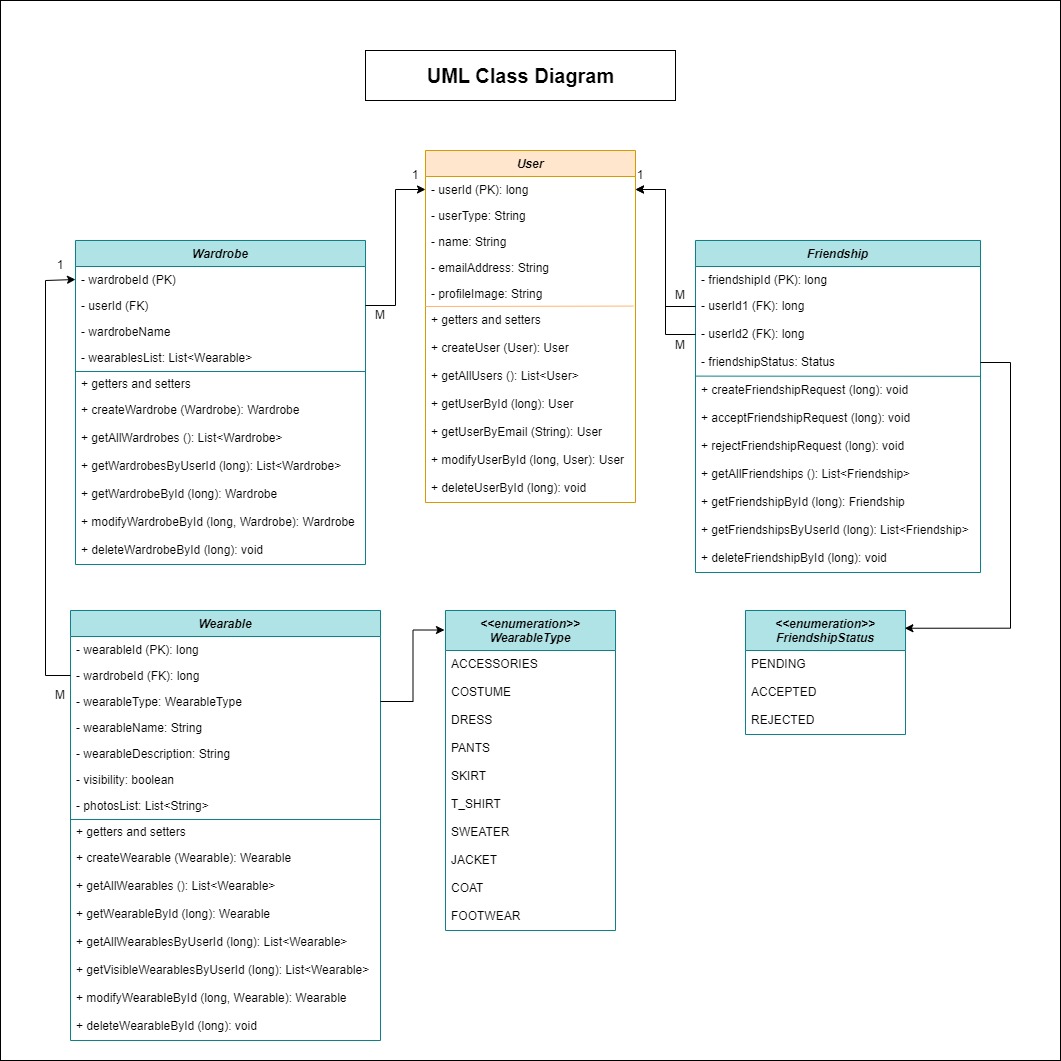 UML Class Diagram
User
- userId (PK): long
- userType: String
- name: String
- emailAddress: String
- profileImage: String
+ getters and setters
+ createUser (User): User
+ getAllUsers (): List<User>
+ getUserById (long): User
+ getUserByEmail (String): User
+ modifyUserById (long, User): User
+ deleteUserById (long): void
1
1
Wardrobe
- wardrobeId (PK)
- userId (FK)
- wardrobeName
- wearablesList: List<Wearable>
+ getters and setters
+ createWardrobe (Wardrobe): Wardrobe
+ getAllWardrobes (): List<Wardrobe>
+ getWardrobesByUserId (long): List<Wardrobe>
+ getWardrobeById (long): Wardrobe
+ modifyWardrobeById (long, Wardrobe): Wardrobe
+ deleteWardrobeById (long): void
1
M
Friendship
- friendshipId (PK): long
- userId1 (FK): long
- userId2 (FK): long
- friendshipStatus: Status
+ createFriendshipRequest (long): void
+ acceptFriendshipRequest (long): void
+ rejectFriendshipRequest (long): void
+ getAllFriendships (): List<Friendship>
+ getFriendshipById (long): Friendship
+ getFriendshipsByUserId (long): List<Friendship>
+ deleteFriendshipById (long): void
M
M
Wearable
- wearableId (PK): long
- wardrobeId (FK): long
- wearableType: WearableType
- wearableName: String
- wearableDescription: String
- visibility: boolean
- photosList: List<String>
+ getters and setters
+ createWearable (Wearable): Wearable
+ getAllWearables (): List<Wearable>
+ getWearableById (long): Wearable
+ getAllWearablesByUserId (long): List<Wearable>
+ getVisibleWearablesByUserId (long): List<Wearable>
+ modifyWearableById (long, Wearable): Wearable
+ deleteWearableById (long): void
M
<<enumeration>>
WearableType
ACCESSORIES
COSTUME
DRESS
PANTS
SKIRT
T_SHIRT
SWEATER
JACKET
COAT
FOOTWEAR
<<enumeration>>
FriendshipStatus
PENDING
ACCEPTED
REJECTED